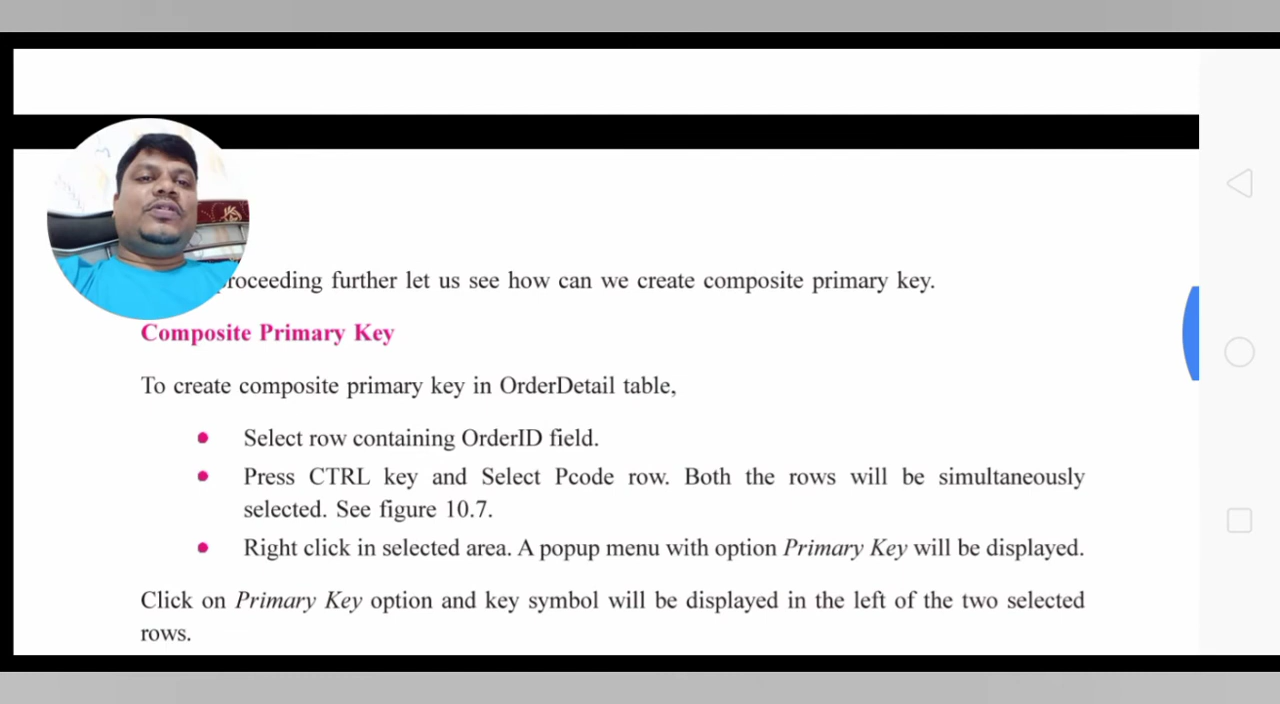 roceeding further let us see how can we create composite primary key.
Composite Primary Key
To create composite primary key in OrderDetail table,
Select row containing OrderID field.
Press CTRL key and Select Pcode row. Both the rows will be simultaneously
selected. See figure 10.7.
Right click in selected area. A popup menu with option Primary Key will be displayed.
Click on Primary Key option and key symbol will be displayed in the left of the two selected
rows.